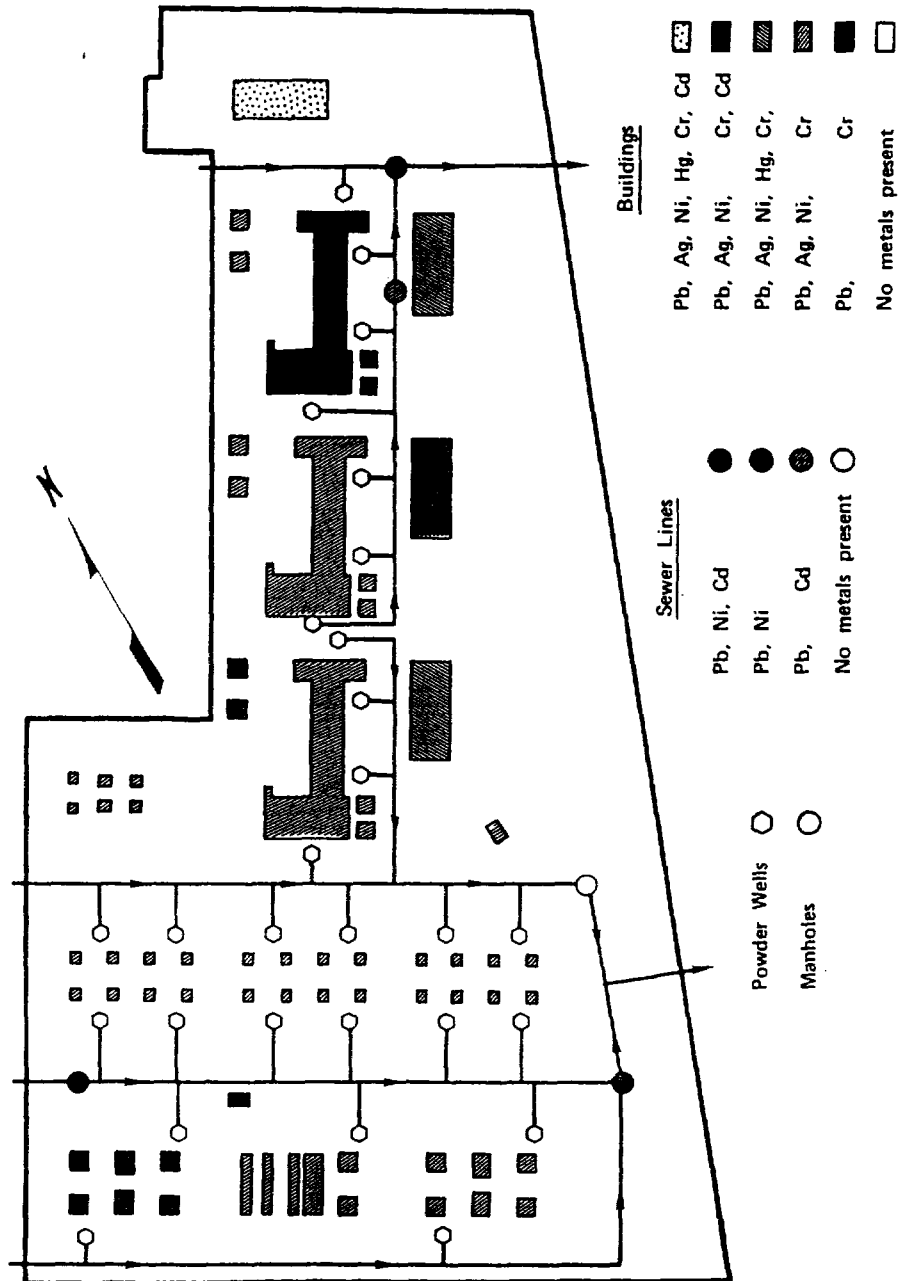 N
Buildings
Pb, Ag, Ni, Hg, Cr, Cd
Pb, Ag, Ni, Cr, Cd
Pb, Ag, Ni, Hg, Cr,
Pb, Ag, Ni, Cr
Pb, Cr
No metals present
Sewer Lines
Pb, Ni, Cd
Pb, Ni
Pb, Cd
No metals present
Powder Wells
Manholes